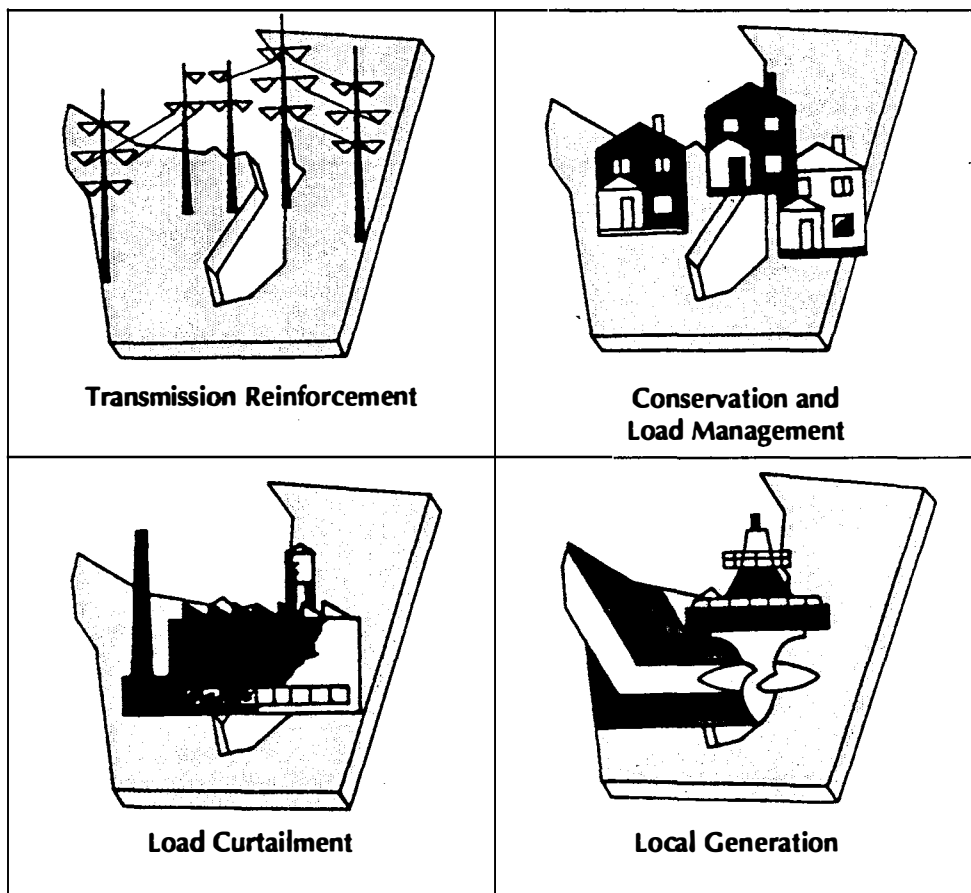 Transmission Reinforcement
Conservation and
Load Management
Load Curtailment
Local Generation